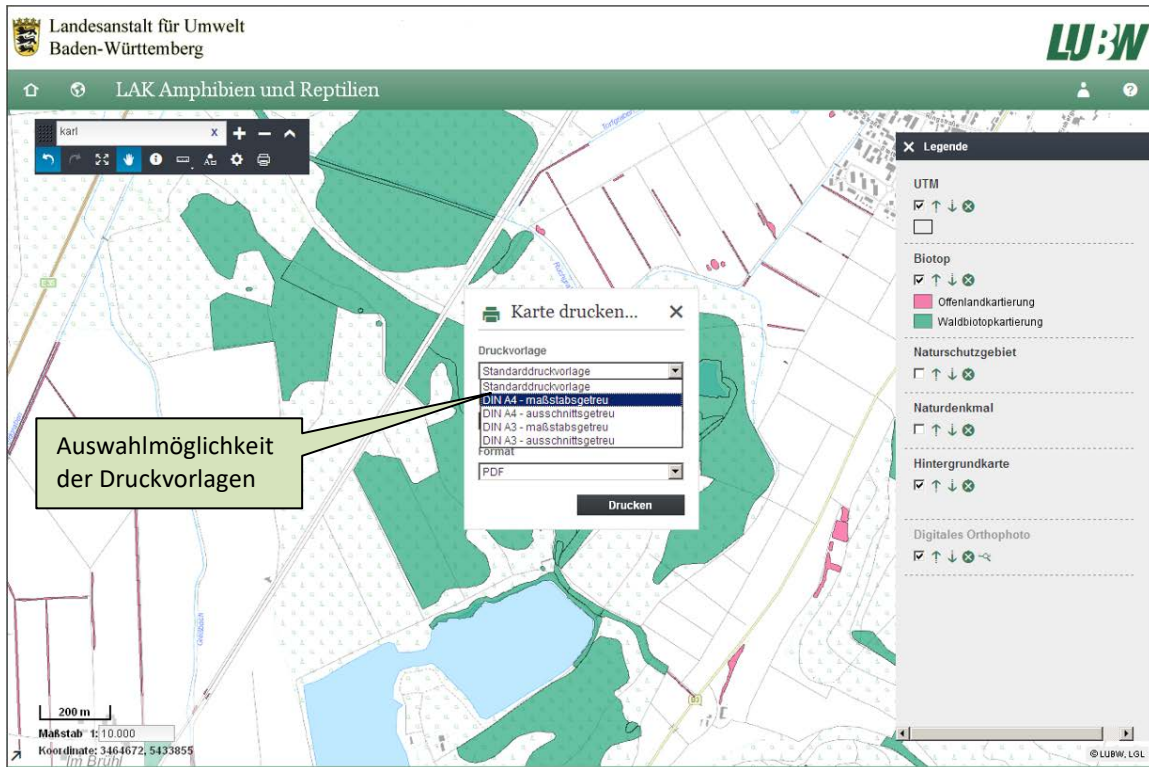 Landesanstalt für Umwelt
Baden-Württemberg
LUBW
LAK Amphibien und Reptilien
karl
x
Legende
UTM
Biotop
Offenlandkartierung
Waldbiotopkartierung
Naturschutzgebiet
Naturdenkmal
Hintergrundkarte
Digitales Orthophoto
Karte drucken...
Druckvorlage
Standarddruckvorlage
Standarddruckvorlage
DIN A4 - maßstabsgetreu
DIN A4 - ausschnittsgetreu
DIN A3 - maßstabsgetreu
DIN A3 - ausschnittsgetreu
Format
PDF
Drucken
Auswahlmöglichkeit
der Druckvorlagen
200 m
Maßstab 1: 10.000
Koordinate: 3464672, 5433855
Im Brühl
© LUBW, LGL